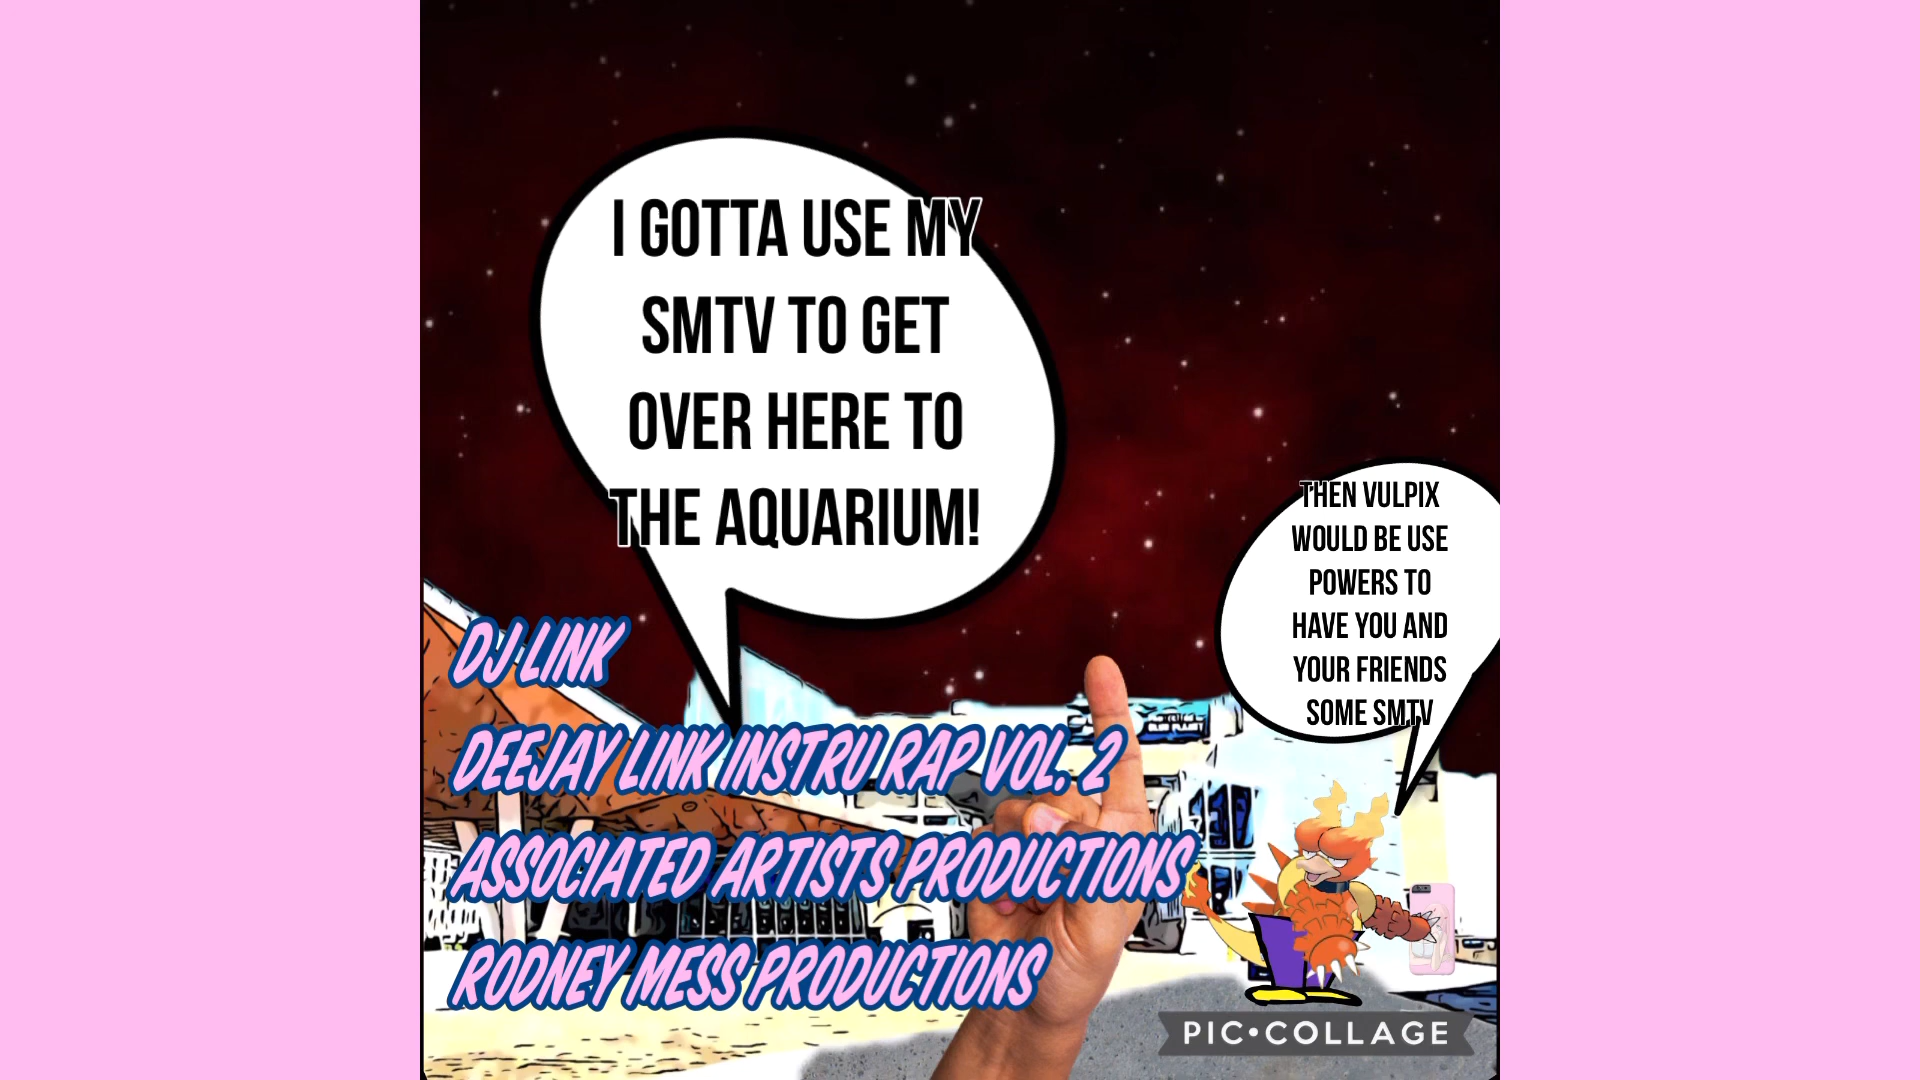 I GOTTA USE MY
SMTV TO GET
OVER HERE TO
THE AQUARIUM!
THEN VULPIX
WOULD BE USE
POWERS TO
HAVE YOU AND
YOUR FRIENDS
SOME SMTV
DJ LINK
DEEJAY LINK INSTRU RAP VOL. 2
ASSOCIATED ARTISTS PRODUCTIONS
RODNEY MESS PRODUCTIONS
PIC•COLLAGE